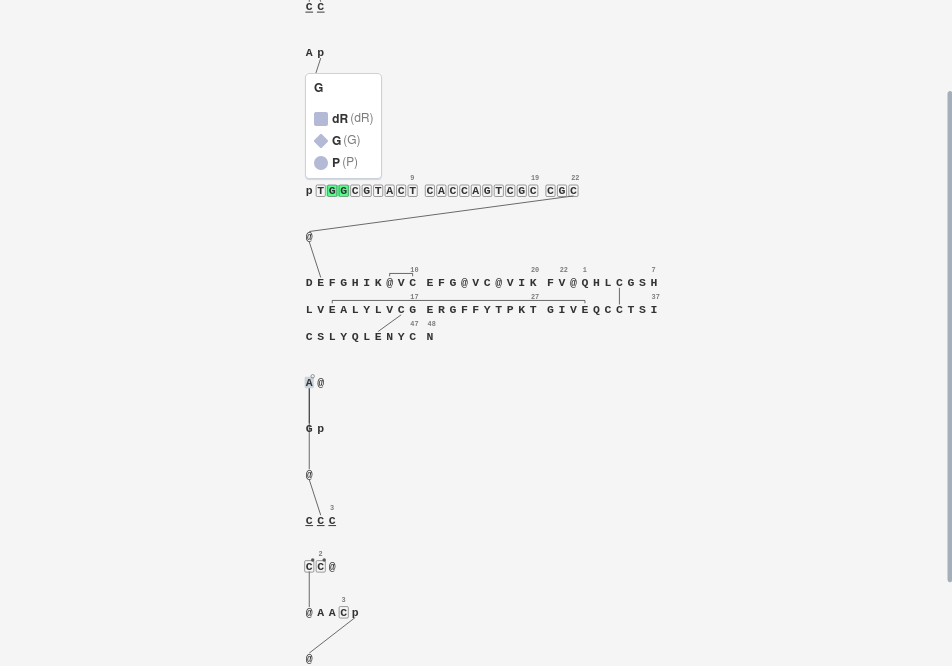 C C
A p
G
dR (dR)
G (G)
P (P)
9 19 22
p T G G C G T A C T C A C C A G T C G C C G C
@
10 20 22 1 7
D E F G H I K @ V C E F G @ V C @ V I K F V @ Q H L C G S H
17 27 37
L V E A L Y L V C G E R G F F Y T P K T G I V E Q C C T S I
47 48
C S L Y Q L E N Y C N
A @
G p
@
3
C C C
2
C C @
3
@ A A C p
@